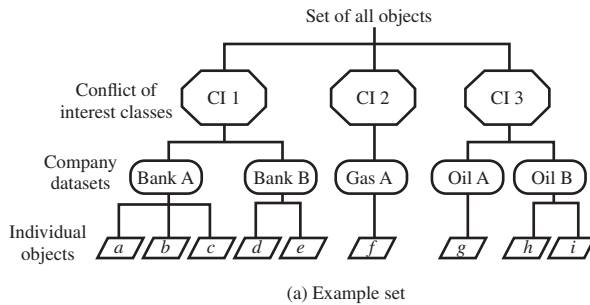 Set of all objects
Conflict of
interest classes
CI 1
CI 2
CI 3
Company
datasets
Bank A
Bank B
Gas A
Oil A
Oil B
Individual
objects
a
b
c
d
e
f
g
h
i
(a) Example set